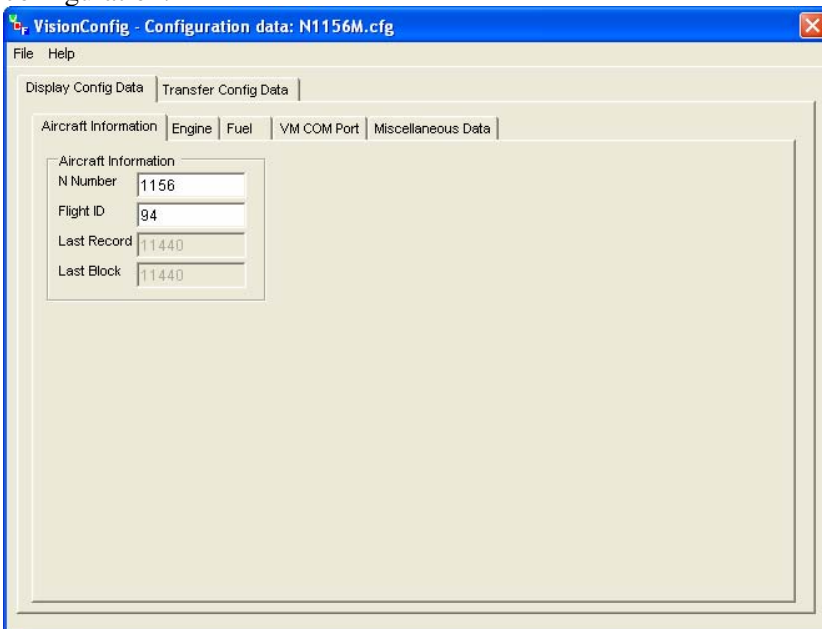 VisionConfig - Configuration data: N1156M.cfg
File Help
Display Config Data Transfer Config Data
Aircraft Information Engine Fuel VM COM Port Miscellaneous Data
Aircraft Information
N Number 1156
Flight ID 94
Last Record 11440
Last Block 11440